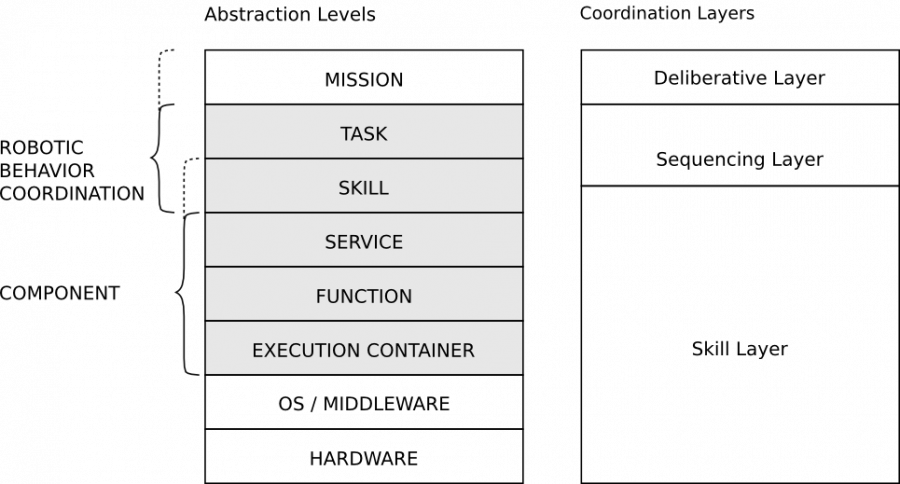 Abstraction Levels
Coordination Layers
MISSION
TASK
SKILL
SERVICE
FUNCTION
EXECUTION CONTAINER
OS / MIDDLEWARE
HARDWARE
ROBOTIC
BEHAVIOR
COORDINATION
COMPONENT
Deliberative Layer
Sequencing Layer
Skill Layer